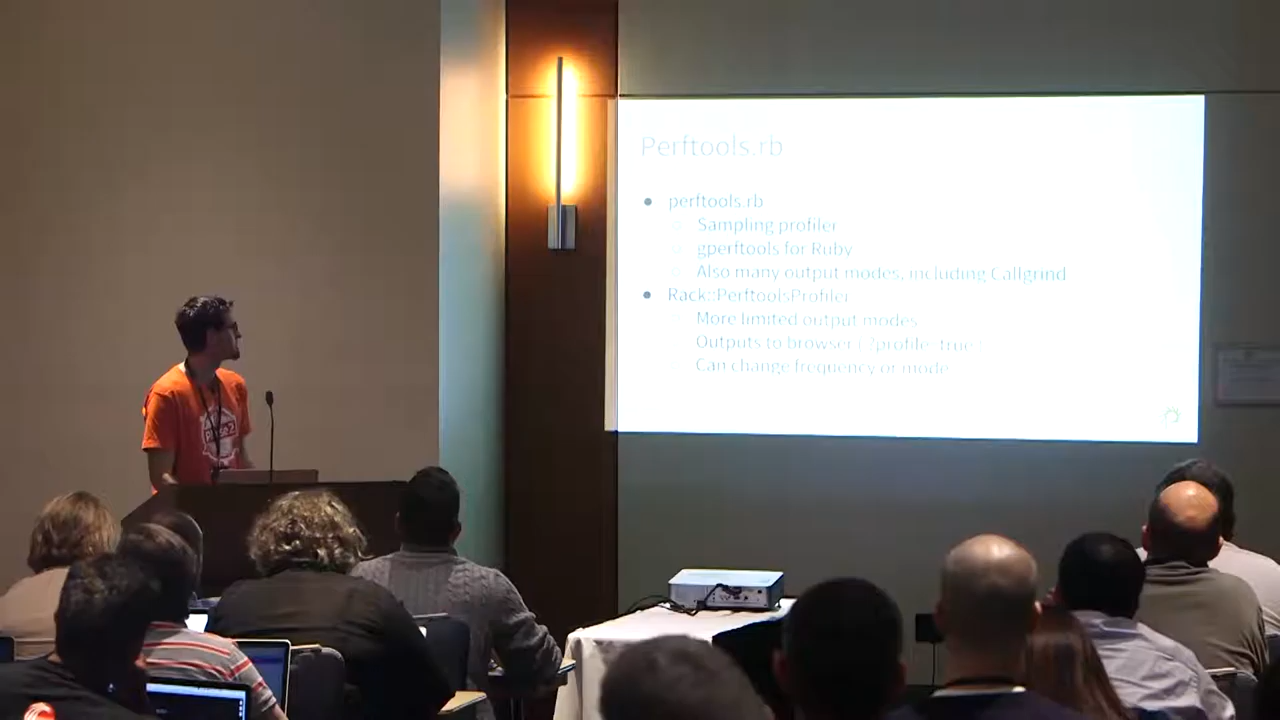 Perftools.rb
● perftools.rb
○ Sampling profiler
○ gperftools for Ruby
○ Also many output modes, including Callgrind
● Rack::PerftoolsProfiler
○ More limited output modes
Outputs to browser (?profile=true)
○ Can change frequency or mode
phase2